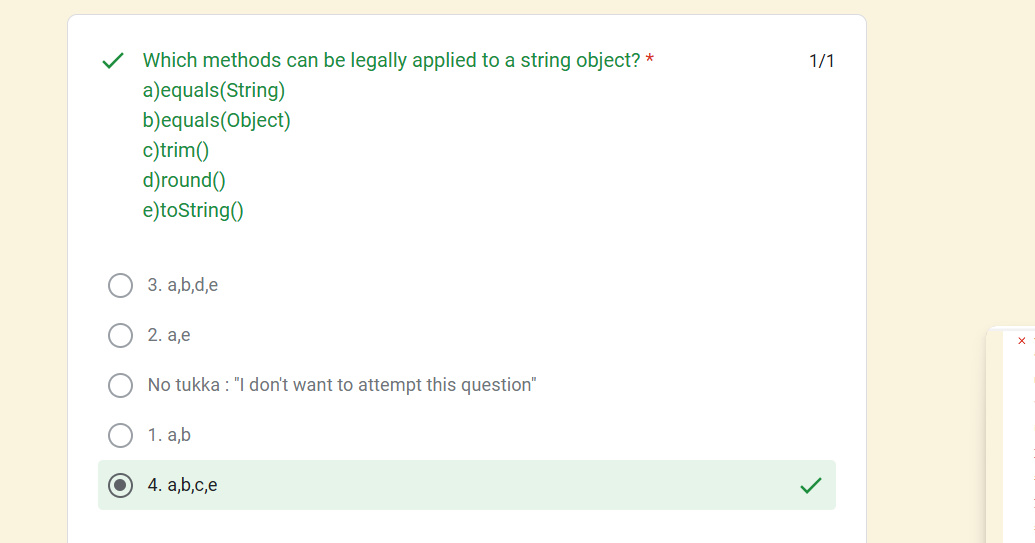 Which methods can be legally applied to a string object? *
1/1
a)equals(String)
b)equals(Object)
c)trim()
d)round()
e)toString()
3. a,b,d,e
2. a,e
No tukka : "I don't want to attempt this question"
1. a,b
4. a,b,c,e